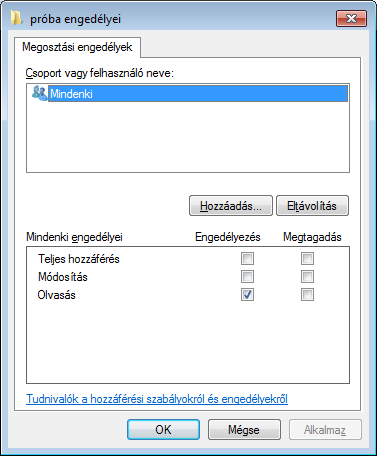 próba engedélyei
Megosztási engedélyek
Csoport vagy felhasználó neve:
Mindenki
Hozzáadás...
Eltávolítás
Mindenki engedélyei Engedélyezés Megtagadás
Teljes hozzáférés
Módosítás
Olvasás
Tudnivalók a hozzáférési szabályokról és engedélyekről
OK Mégse Alkalmaz